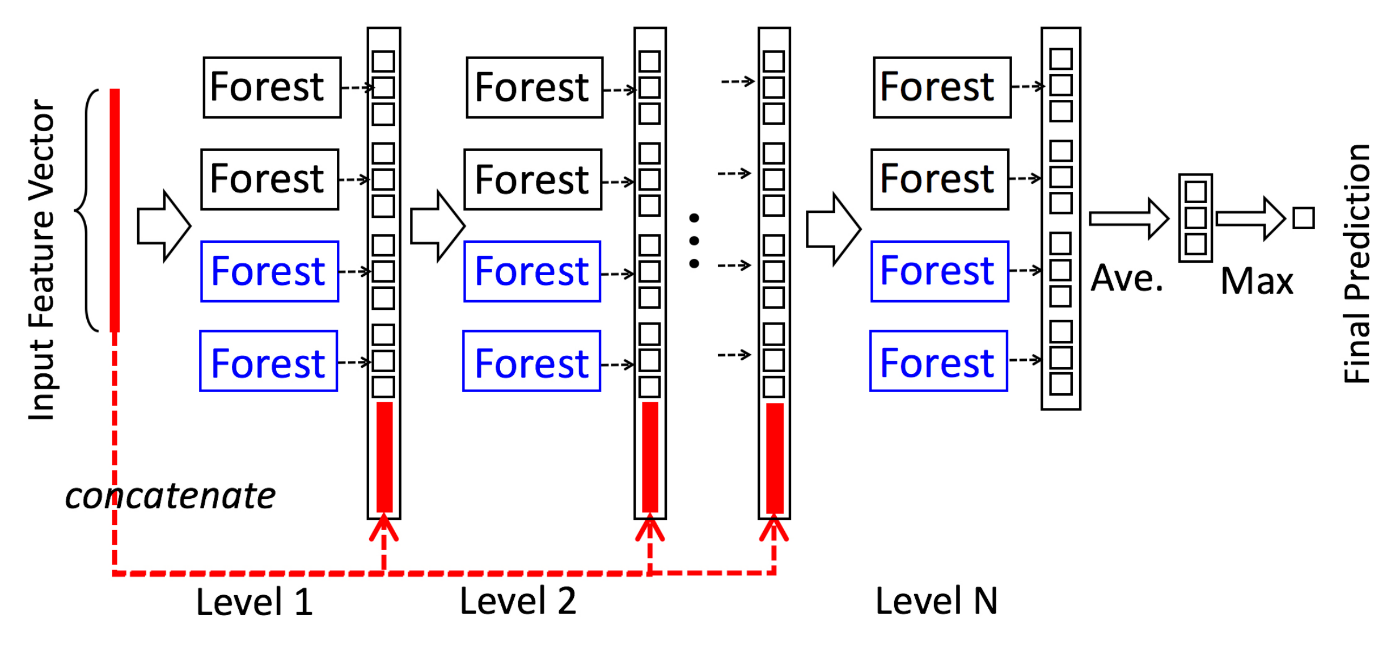 Input Feature Vector
Forest
Forest
Forest
Forest
concatenate
Level 1
Forest
Forest
Forest
Forest
Level 2
Forest
Forest
Forest
Forest
Level N
Ave.
Max
Final Prediction